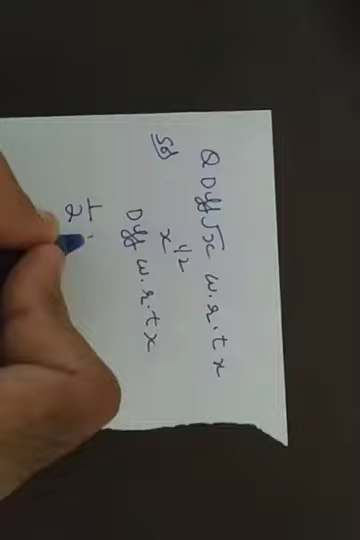 Q Diff √x w.r.t x
Sol
x^1/2
Diff w.r.t x
1/2